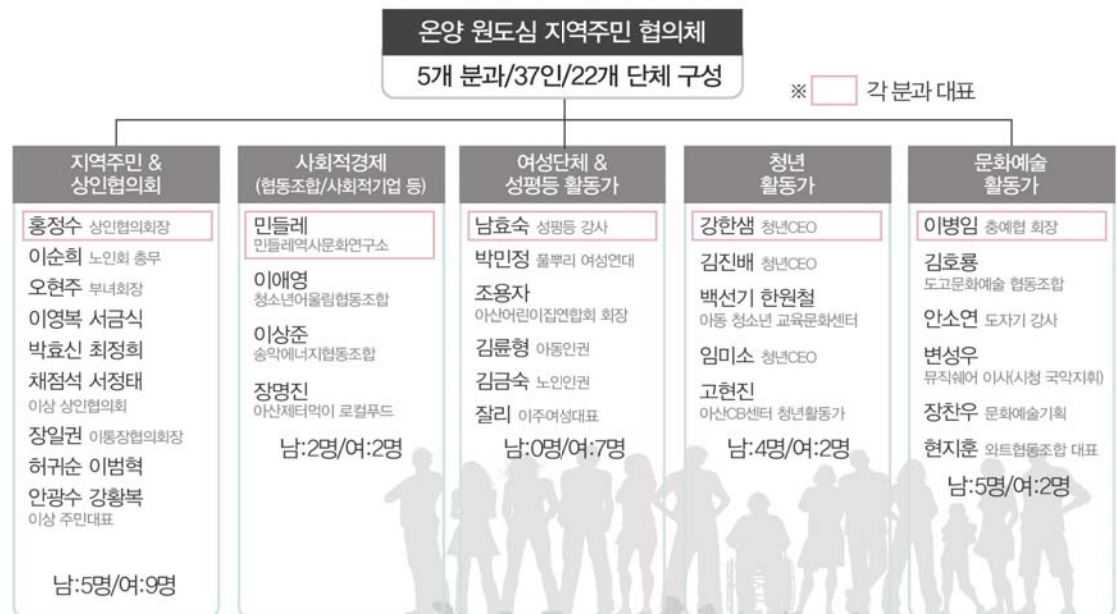 온양 원도심 지역주민 협의체
5개 분과/37인/22개 단체 구성
※ 각 분과 대표
지역주민 &
상인협의회
홍정수 상인협의회장
이순희 노인회 총무
오현주 부녀회장
이영복 서금식
박효신 최정희
채점석 서정태
이상 상인협의회
장일권 이통장협의회장
허귀순 이범혁
안광수 강황복
이상 주민대표
남:5명/여:9명
사회적경제
(협동조합/사회적기업 등)
민들레
민들레역사문화연구소
이애영
청소년어울림협동조합
이상준
송악에너지협동조합
장명진
아산제터먹이 로컬푸드
남:2명/여:2명
여성단체 &
성평등 활동가
남효숙 성평등 강사
박민정 풀뿌리 여성연대
조용자
아산어린이집연합회 회장
김륜형 아동인권
김금숙 노인인권
잘리 이주여성대표
남:0명/여:7명
청년
활동가
강한샘 청년CEO
김진배 청년CEO
백선기 한원철
아동 청소년 교육문화센터
임미소 청년CEO
고현진
아산CB센터 청년활동가
남:4명/여:2명
문화예술
활동가
이병임 충예협 회장
김호룡
도고문화예술 협동조합
안소연 도자기 강사
변성우
뮤직쉐어 이사(시청 국악지휘)
장찬우 문화예술기획
현지훈 와트협동조합 대표
남:5명/여:2명